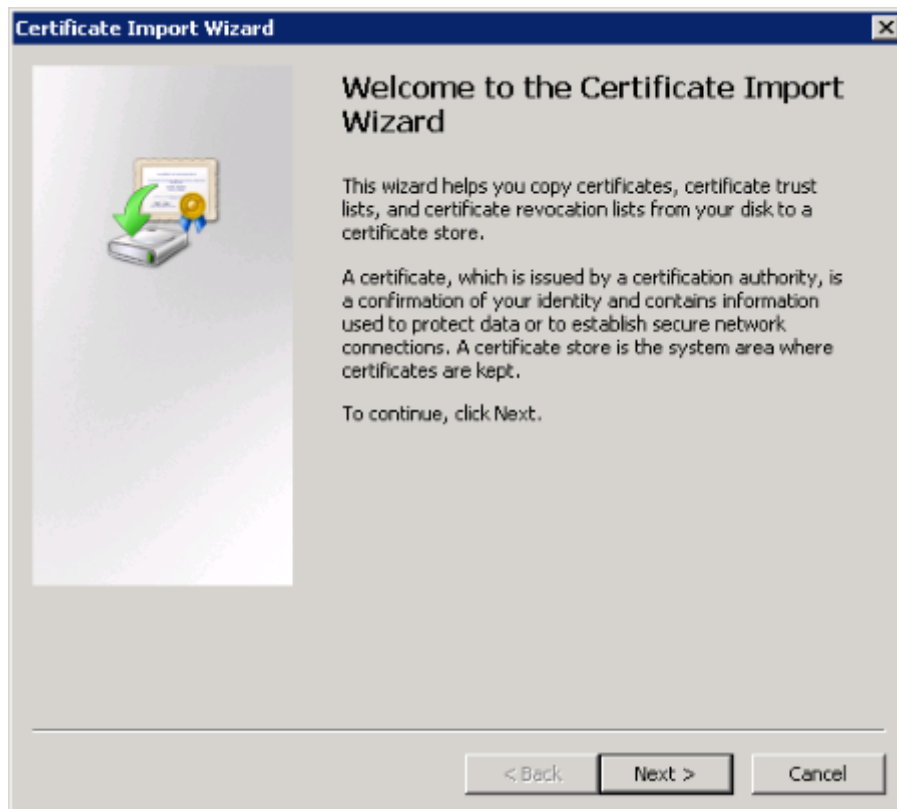 Certificate Import Wizard
Welcome to the Certificate Import
Wizard
This wizard helps you copy certificates, certificate trust
lists, and certificate revocation lists from your disk to a
certificate store.
A certificate, which is issued by a certification authority, is
a confirmation of your identity and contains information
used to protect data or to establish secure network
connections. A certificate store is the system area where
certificates are kept.
To continue, click Next.
< Back
Next >
Cancel